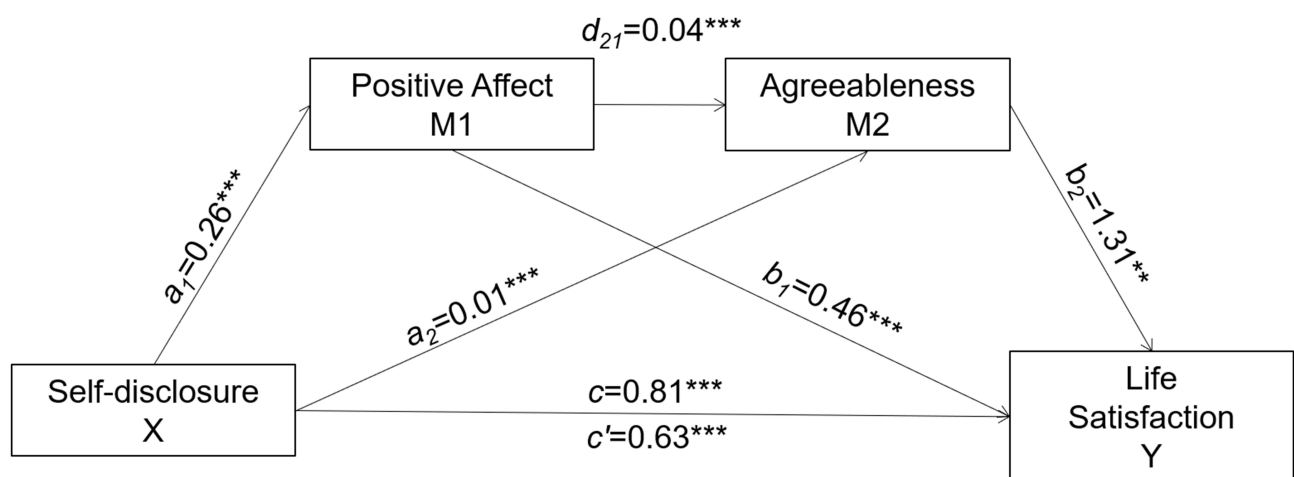 d21=0.04***
Positive Affect
M1
Agreeableness
M2
a1=0.26***
a2=0.01***
b1=0.46***
b2=1.31**
Self-disclosure
X
c=0.81***
c'=0.63***
Life
Satisfaction
Y